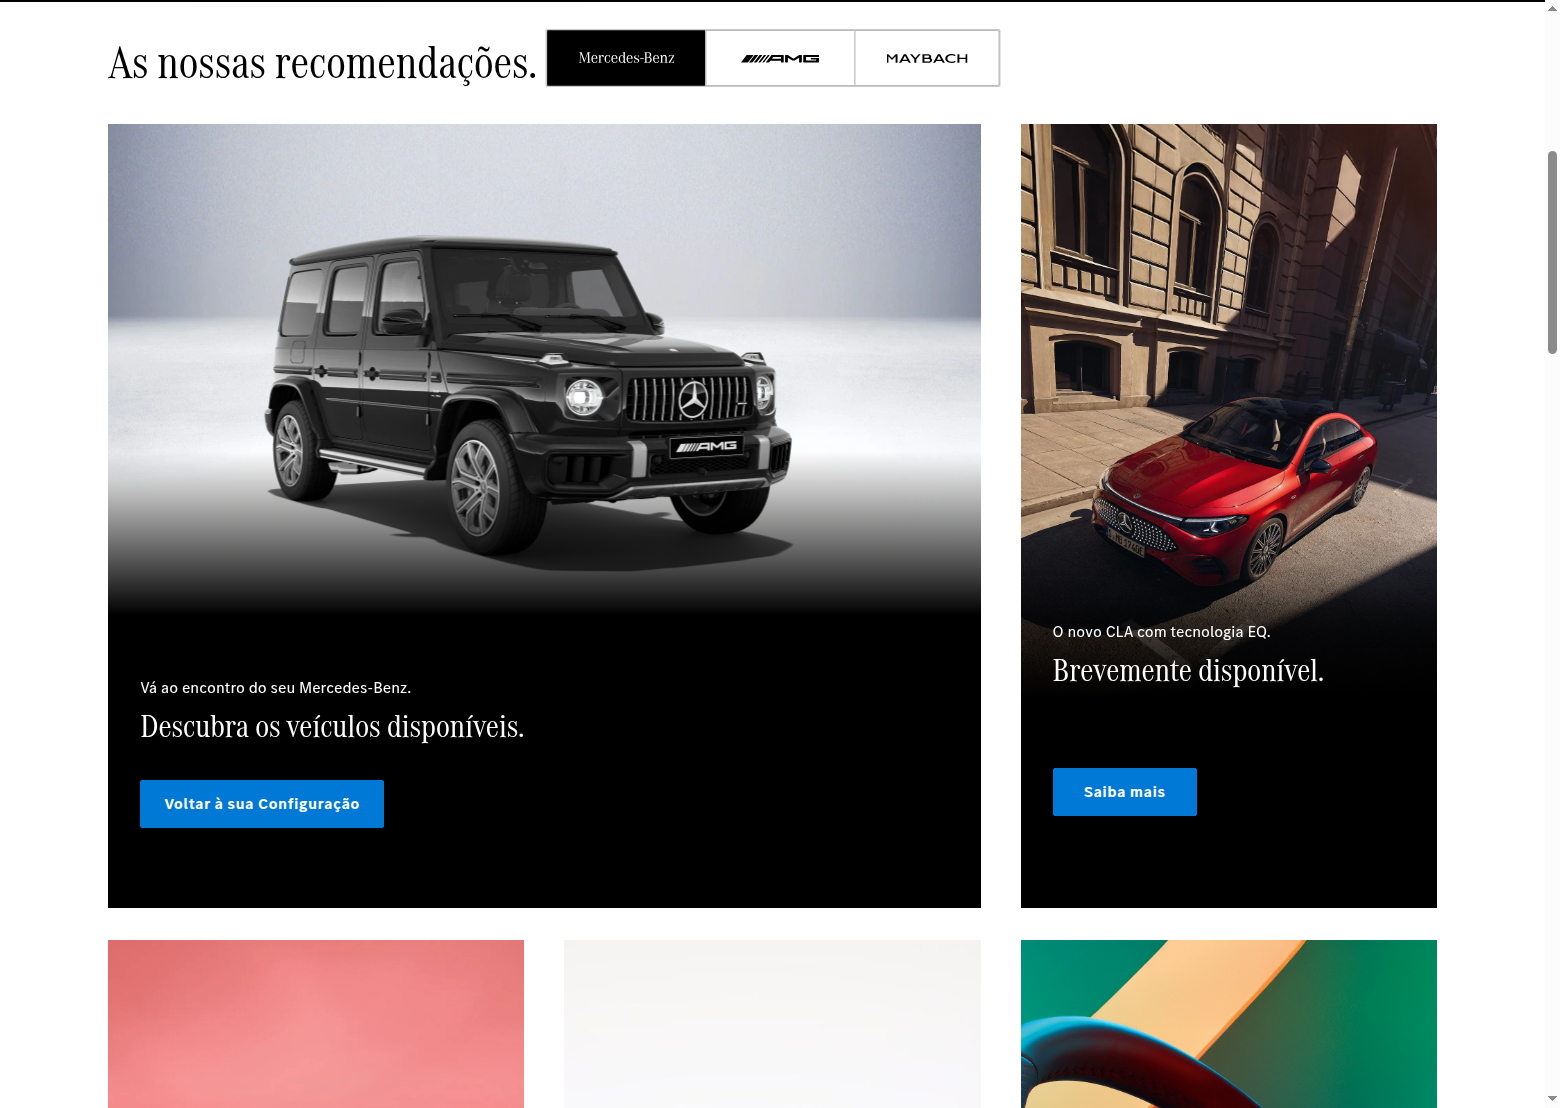 As nossas recomendações.
Mercedes-Benz
AMG
MAYBACH
AMG
Vá ao encontro do seu Mercedes-Benz.
Descubra os veículos disponíveis.
Voltar à sua Configuração
O novo CLA com tecnologia EQ.
Brevemente disponível.
Saiba mais